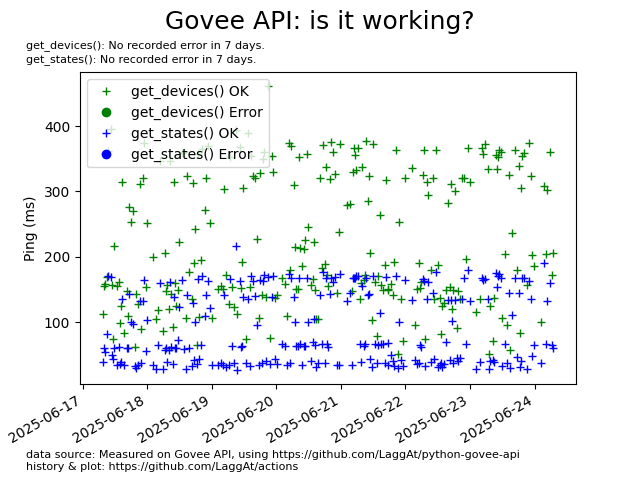 Govee API: is it working?
get_devices(): No recorded error in 7 days.
get_states(): No recorded error in 7 days.
get_devices() OK
get_devices() Error
get_states() OK
get_states() Error
Ping (ms)
400
300
200
100
2025-06-17
2025-06-18
2025-06-19
2025-06-20
2025-06-21
2025-06-22
2025-06-23
2025-06-24
data source: Measured on Govee API, using https://github.com/LaggAt/python-govee-api
history & plot: https://github.com/LaggAt/actions